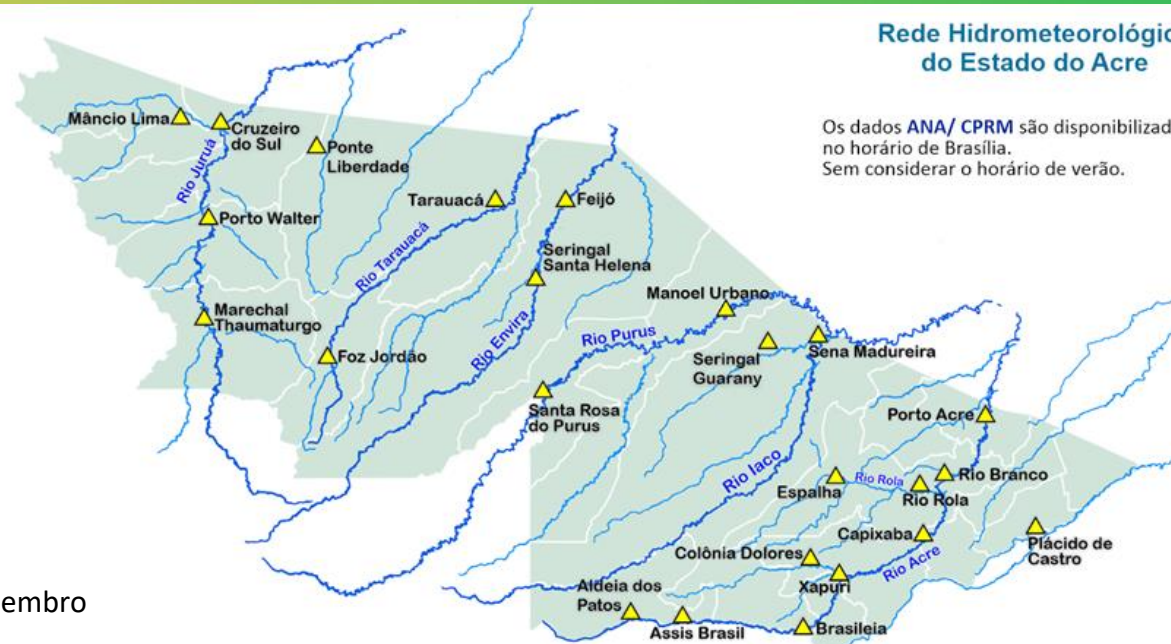 Rede Hidrometeorológic
do Estado do Acre
Os dados ANA/ CPRM são disponibilizad
no horário de Brasília.
Sem considerar o horário de verão.
Mâncio Lima
Cruzeiro
do Sul
Ponte
Liberdade
Rio Juruá
Porto Walter
Tarauacá
Feijó
Rio Tarauacá
Seringal
Santa Helena
Marechal
Thaumaturgo
Foz Jordão
Rio Envira
Manoel Urbano
Rio Purus
Seringal
Guarany
Sena Madureira
Santa Rosa
do Purus
Porto Acre
Rio Iaco
Espalha
Rio Rola
Rio Rola
Rio Branco
Capixaba
Plácido de
Castro
Colônia Dolores
Xapuri
Rio Acre
Aldeia dos
Patos
Assis Brasil
Brasileia
embro